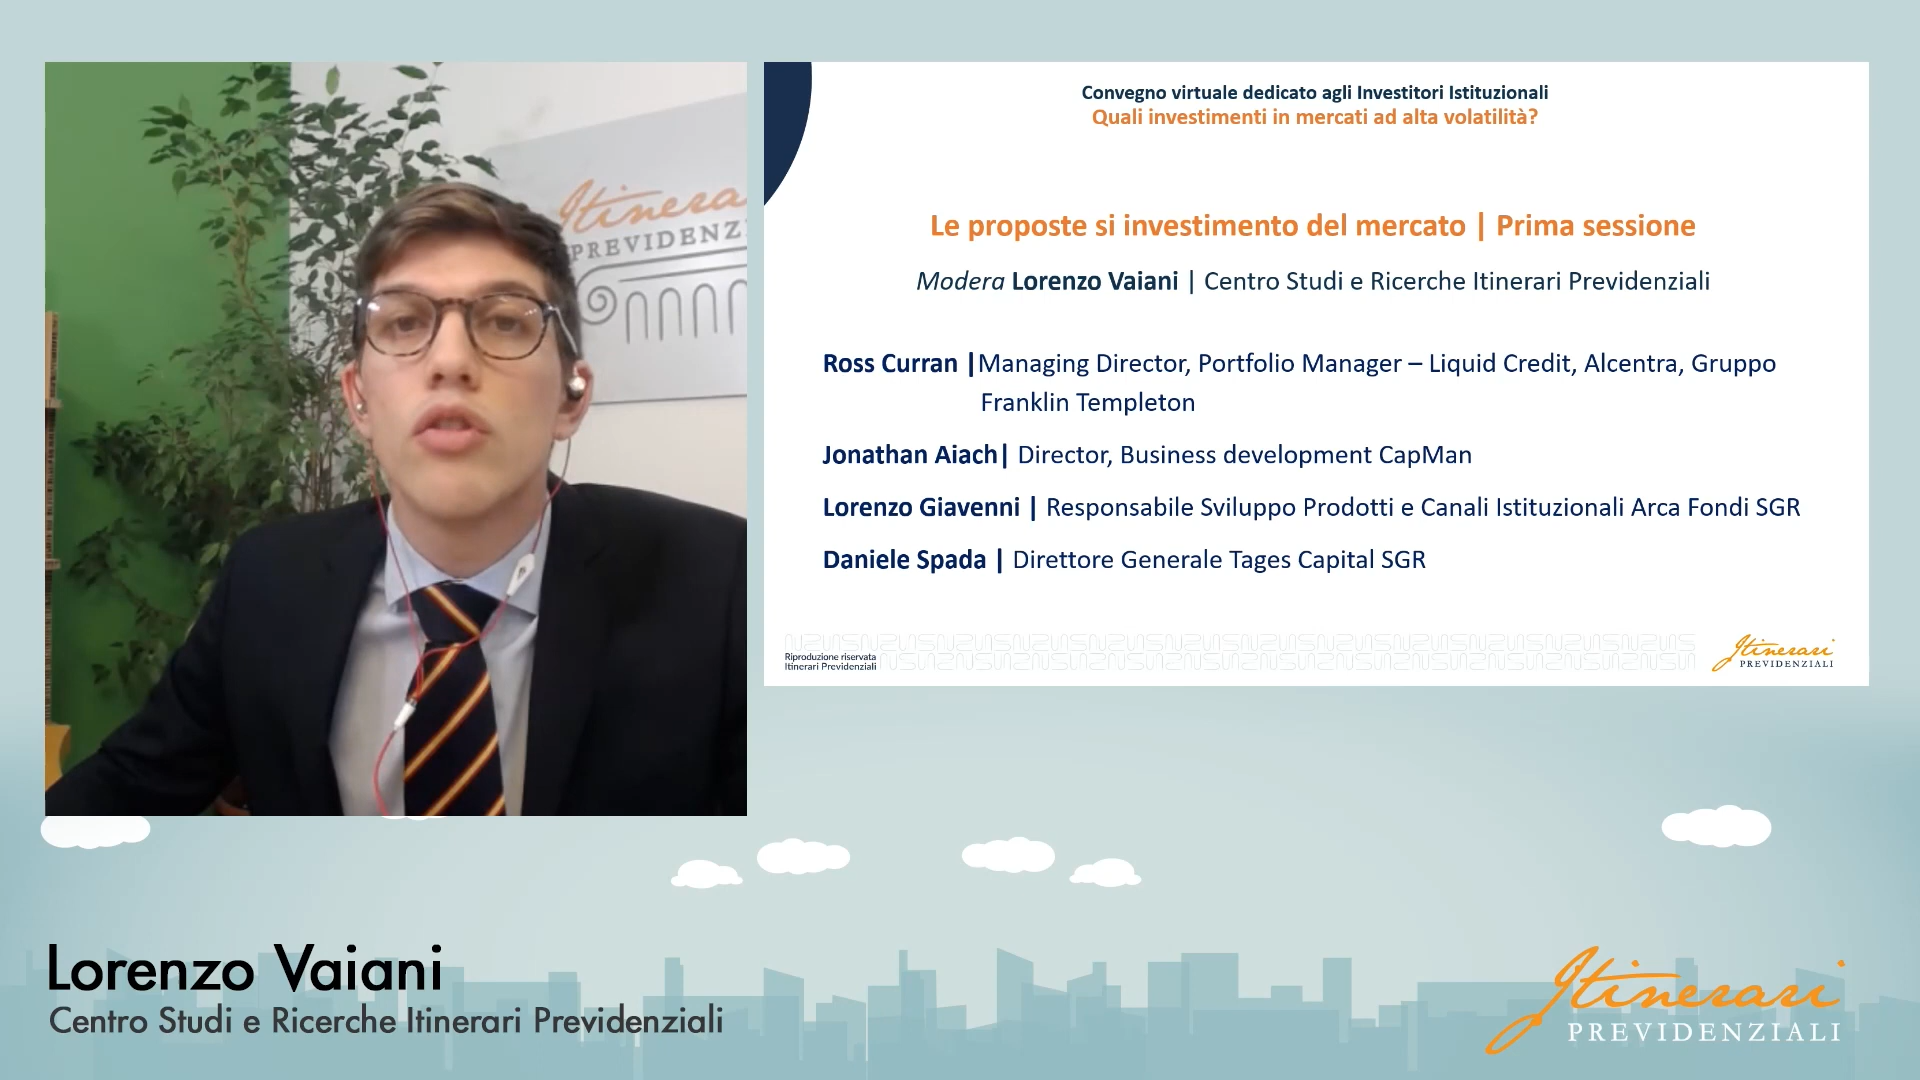 Itinera
PREVIDENZ
Convegno virtuale dedicato agli Investitori Istituzionali
Quali investimenti in mercati ad alta volatilità?
Le proposte si investimento del mercato | Prima sessione
Modera Lorenzo Vaiani | Centro Studi e Ricerche Itinerari Previdenziali
Ross Curran |Managing Director, Portfolio Manager – Liquid Credit, Alcentra, Gruppo
Franklin Templeton
Jonathan Aiach| Director, Business development CapMan
Lorenzo Giavenni | Responsabile Sviluppo Prodotti e Canali Istituzionali Arca Fondi SGR
Daniele Spada | Direttore Generale Tages Capital SGR
Riproduzione riservata
Itinerari Previdenziali
Itinerari
PREVIDENZIALI
Lorenzo Vaiani
Centro Studi e Ricerche Itinerari Previdenziali
Itinerari
PREVIDENZIALI